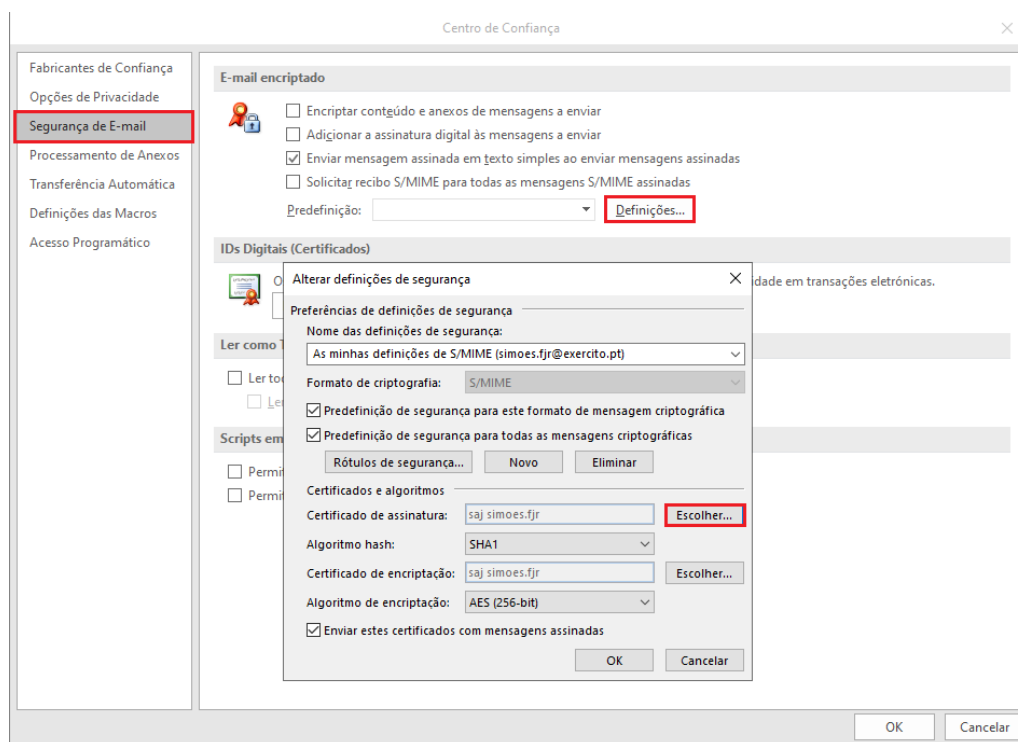 Centro de Confiança
Fabricantes de Confiança
Opções de Privacidade
Segurança de E-mail
Processamento de Anexos
Transferência Automática
Definições das Macros
Acesso Programático
E-mail encriptado
Encriptar conteúdo e anexos de mensagens a enviar
Adicionar a assinatura digital às mensagens a enviar
Enviar mensagem assinada em texto simples ao enviar mensagens assinadas
Solicitar recibo S/MIME para todas as mensagens S/MIME assinadas
Predefinição: Definições...
IDs Digitais (Certificados)
O idade em transações eletrónicas.
Ler como
Ler
Scripts em
Alterar definições de segurança
Preferências de definições de segurança
Nome das definições de segurança:
As minhas definições de S/MIME (simoes.fjr@exercito.pt)
Formato de criptografia: S/MIME
Predefinição de segurança para este formato de mensagem criptográfica
Predefinição de segurança para todas as mensagens criptográficas
Rótulos de segurança... Novo Eliminar
Certificados e algoritmos
Certificado de assinatura: saj simoes.fjr Escolher...
Algoritmo hash: SHA1
Certificado de encriptação: saj simoes.fjr Escolher...
Algoritmo de encriptação: AES (256-bit)
Enviar estes certificados com mensagens assinadas
OK Cancelar
OK Cancelar